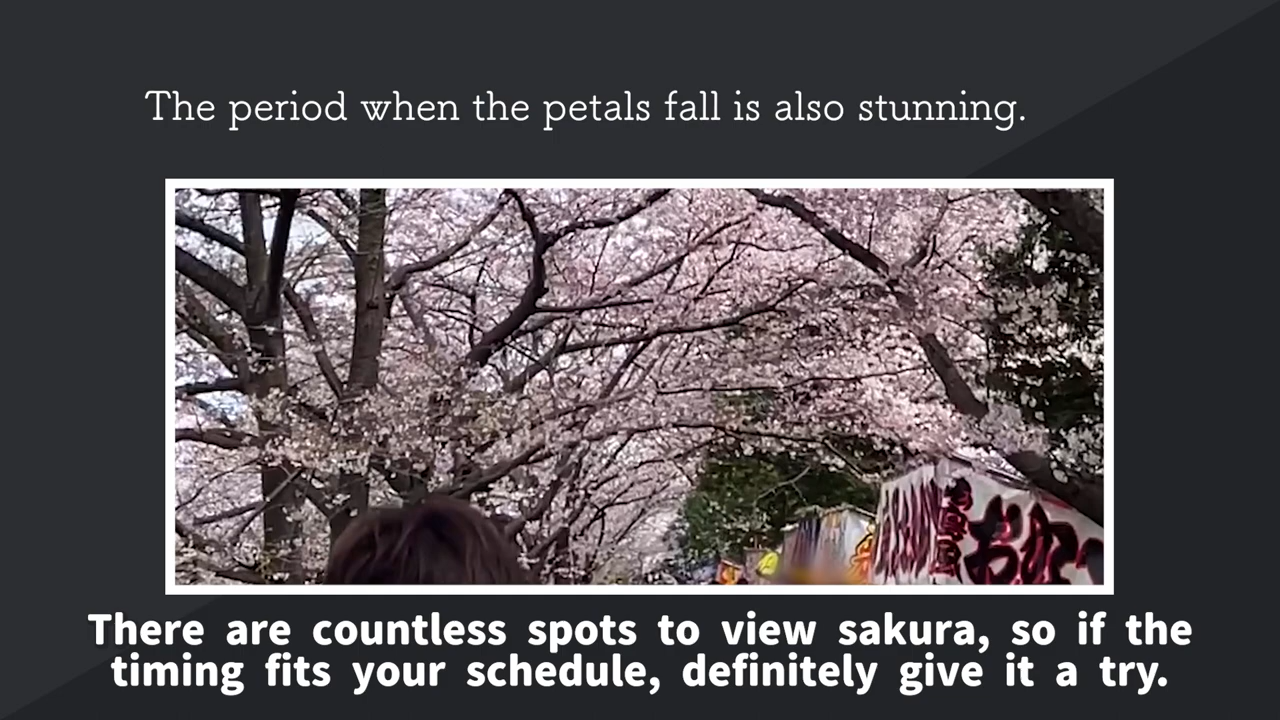 The period when the petals fall is also stunning.
There are countless spots to view sakura, so if the
timing fits your schedule, definitely give it a try.